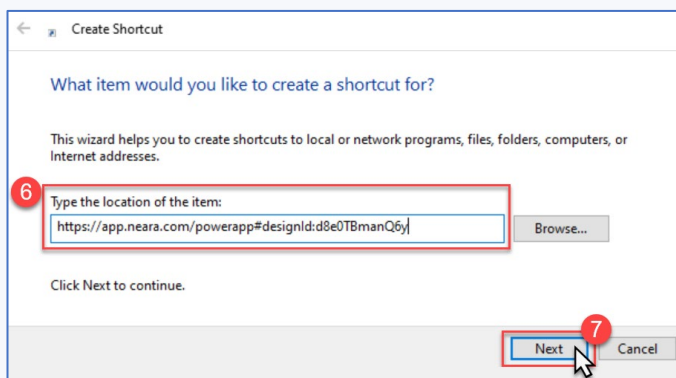 Create Shortcut
What item would you like to create a shortcut for?
This wizard helps you to create shortcuts to local or network programs, files, folders, computers, or
Internet addresses.
6
Type the location of the item:
https://app.neara.com/powerapp#designId:d8e0TBmanQ6y
Browse...
Click Next to continue.
7
Next
Cancel